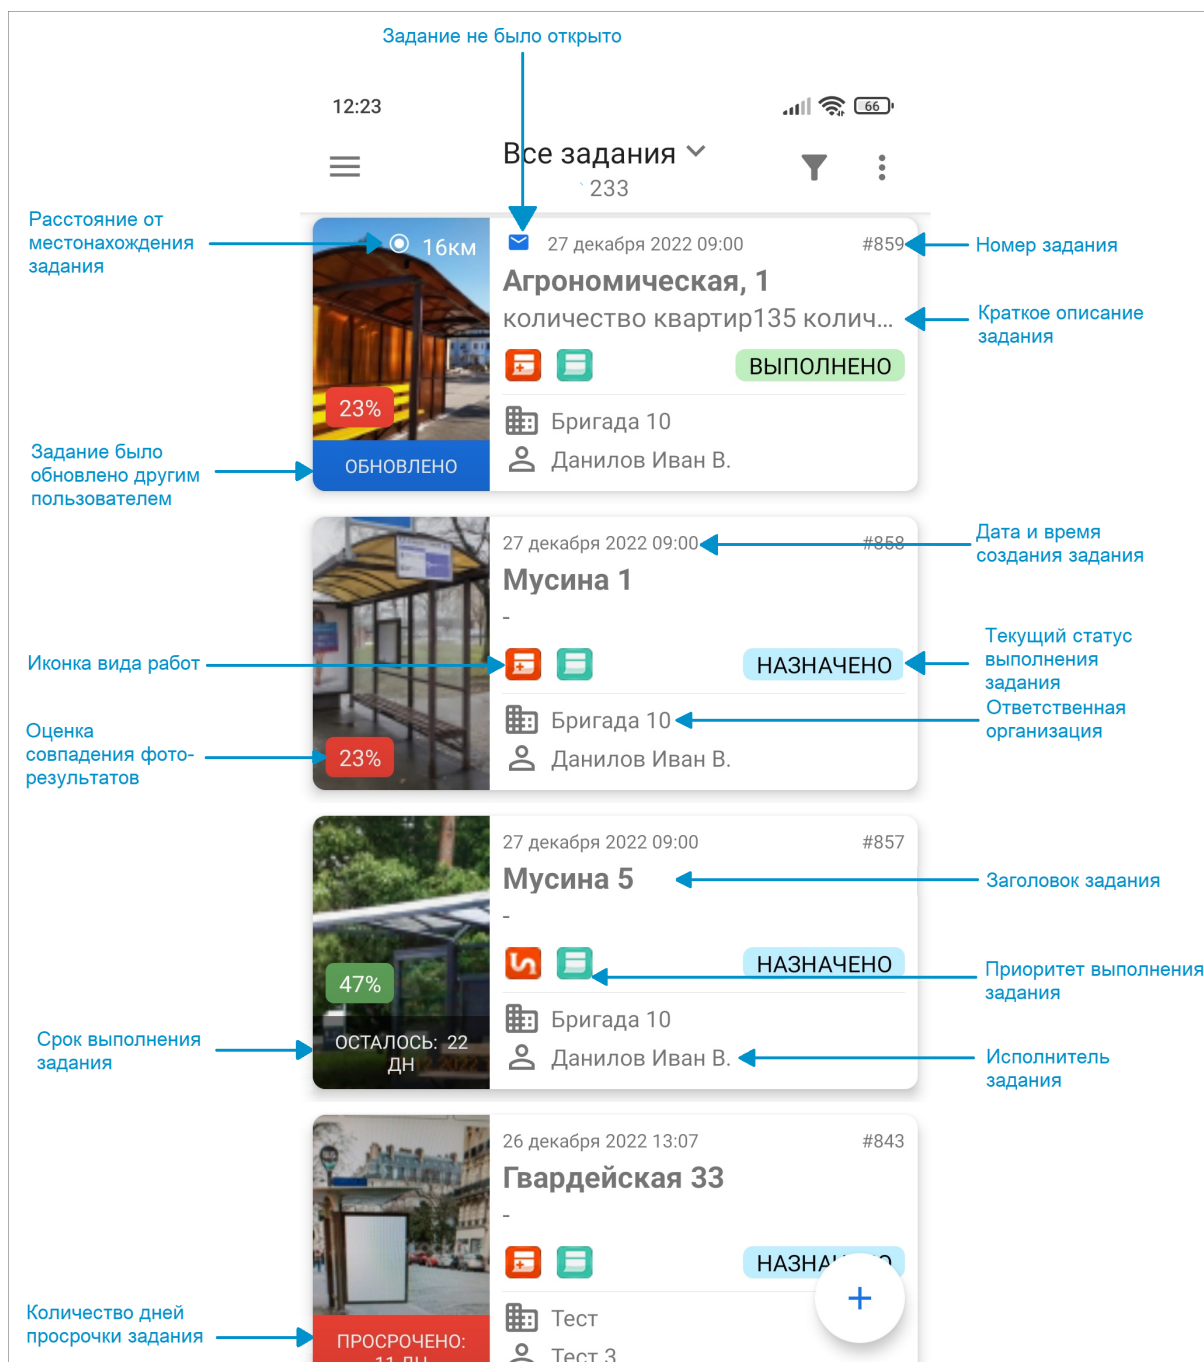 Задание не было открыто
12:23
66
Все задания
233
Расстояние от
местонахождения
задания
16км
27 декабря 2022 09:00
#859
Номер задания
Агрономическая, 1
количество квартир135 колич...
Краткое описание
задания
23%
ВЫПОЛНЕНО
Бригада 10
Задание было
обновлено другим
пользователем
ОБНОВЛЕНО
Данилов Иван В.
27 декабря 2022 09:00
#858
Дата и время
создания задания
Мусина 1
-
Иконка вида работ
НАЗНАЧЕНО
Текущий статус
выполнения
задания
Ответственная
организация
Бригада 10
Оценка
совпадения фото-
результатов
23%
Данилов Иван В.
27 декабря 2022 09:00
#857
Мусина 5
Заголовок задания
-
47%
НАЗНАЧЕНО
Приоритет выполнения
задания
Бригада 10
Срок выполнения
задания
ОСТАЛОСЬ: 22
ДН
Данилов Иван В.
Исполнитель
задания
26 декабря 2022 13:07
#843
Гвардейская 33
-
Тест
Количество дней
просрочки задания
ПРОСРОЧЕНО:
11 ДН
Тест 3